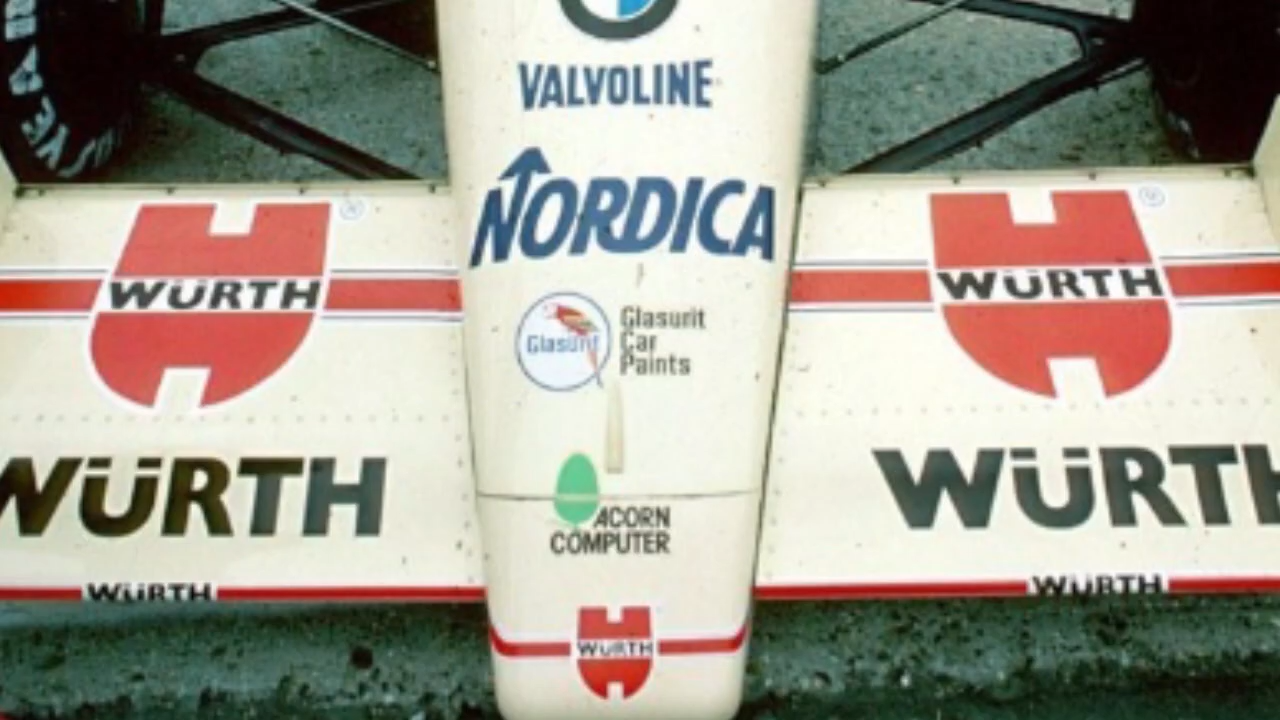 VALVOLINE
NORDICA
WÜRTH
WÜRTH
Glasurit
Glasurit
Car
Paints
WÜRTH
WÜRTH
ACORN
COMPUTER
WÜRTH
WÜRTH
WÜRTH